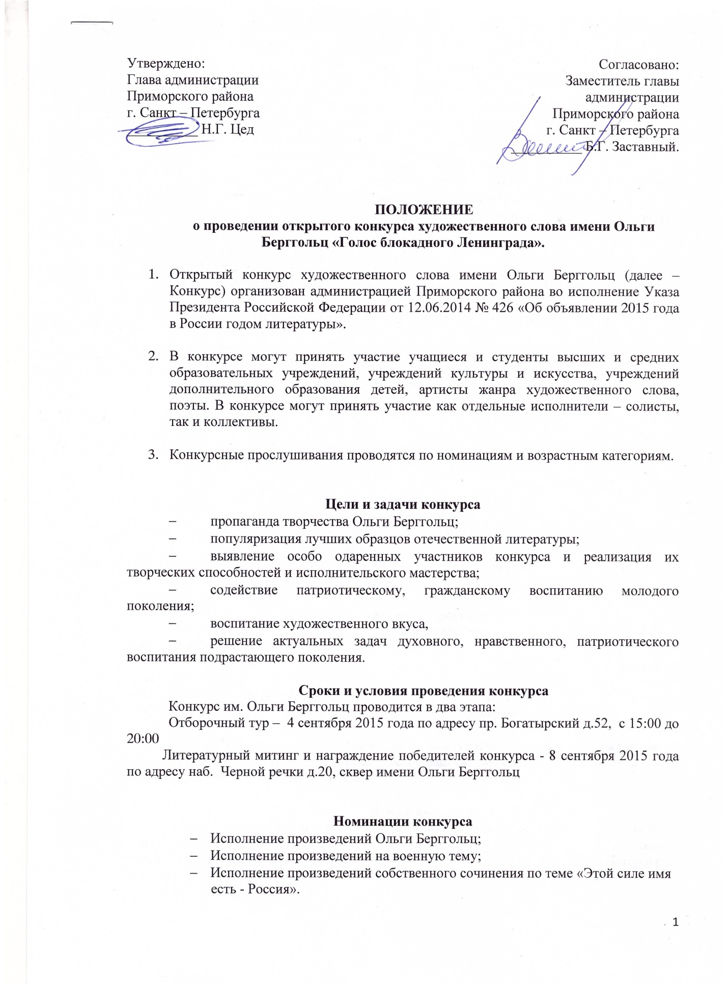 Утверждено:
Глава администрации
Приморского района
г. Санкт – Петербурга
__________ Н.Г. Цед
Согласовано:
Заместитель главы
администрации
Приморского района
г. Санкт – Петербурга
__________ Б.Г. Заставный.
ПОЛОЖЕНИЕ
о проведении открытого конкурса художественного слова имени Ольги
Берггольц «Голос блокадного Ленинграда».
1. Открытый конкурс художественного слова имени Ольги Берггольц (далее –
Конкурс) организован администрацией Приморского района во исполнение Указа
Президента Российской Федерации от 12.06.2014 № 426 «Об объявлении 2015 года
в России годом литературы».
2. В конкурсе могут принять участие учащиеся и студенты высших и средних
образовательных учреждений, учреждений культуры и искусства, учреждений
дополнительного образования детей, артисты жанра художественного слова,
поэты. В конкурсе могут принять участие как отдельные исполнители – солисты,
так и коллективы.
3. Конкурсные прослушивания проводятся по номинациям и возрастным категориям.
Цели и задачи конкурса
– пропаганда творчества Ольги Берггольц;
– популяризация лучших образцов отечественной литературы;
– выявление особо одаренных участников конкурса и реализация их
творческих способностей и исполнительского мастерства;
– содействие патриотическому, гражданскому воспитанию молодого
поколения;
– воспитание художественного вкуса,
– решение актуальных задач духовного, нравственного, патриотического
воспитания подрастающего поколения.
Сроки и условия проведения конкурса
Конкурс им. Ольги Берггольц проводится в два этапа:
Отборочный тур – 4 сентября 2015 года по адресу пр. Богатырский д.52, с 15:00 до
20:00
Литературный митинг и награждение победителей конкурса - 8 сентября 2015 года
по адресу наб. Черной речки д.20, сквер имени Ольги Берггольц
Номинации конкурса
– Исполнение произведений Ольги Берггольц;
– Исполнение произведений на военную тему;
– Исполнение произведений собственного сочинения по теме «Этой силе имя
есть - Россия».
1